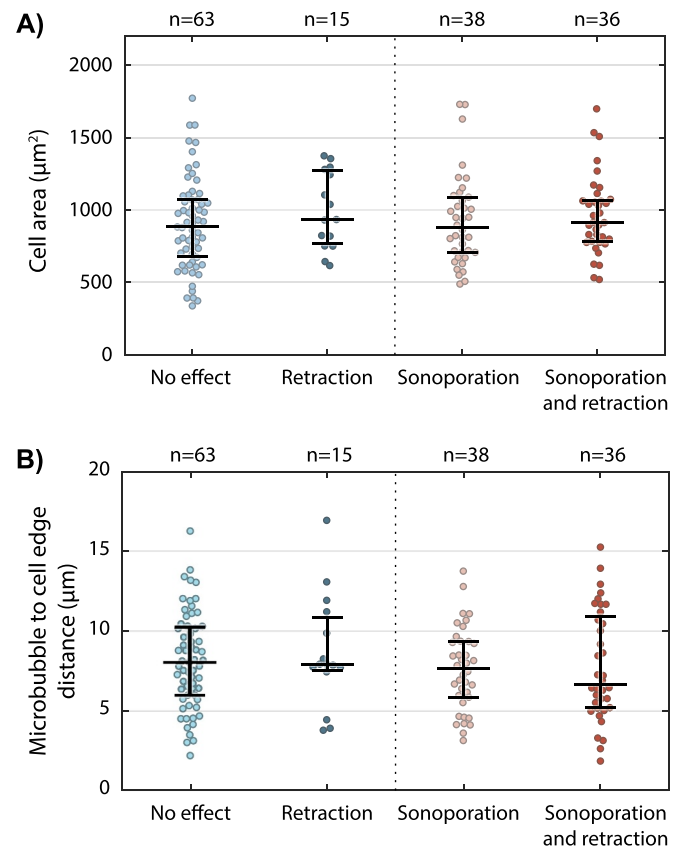 A)
n=63 n=15 n=38 n=36
2000
1500
1000
500
0
Cell area (µm²)
No effect Retraction Sonoporation Sonoporation
and retraction
B)
n=63 n=15 n=38 n=36
20
15
10
5
0
Microbubble to cell edge
distance (µm)
No effect Retraction Sonoporation Sonoporation
and retraction